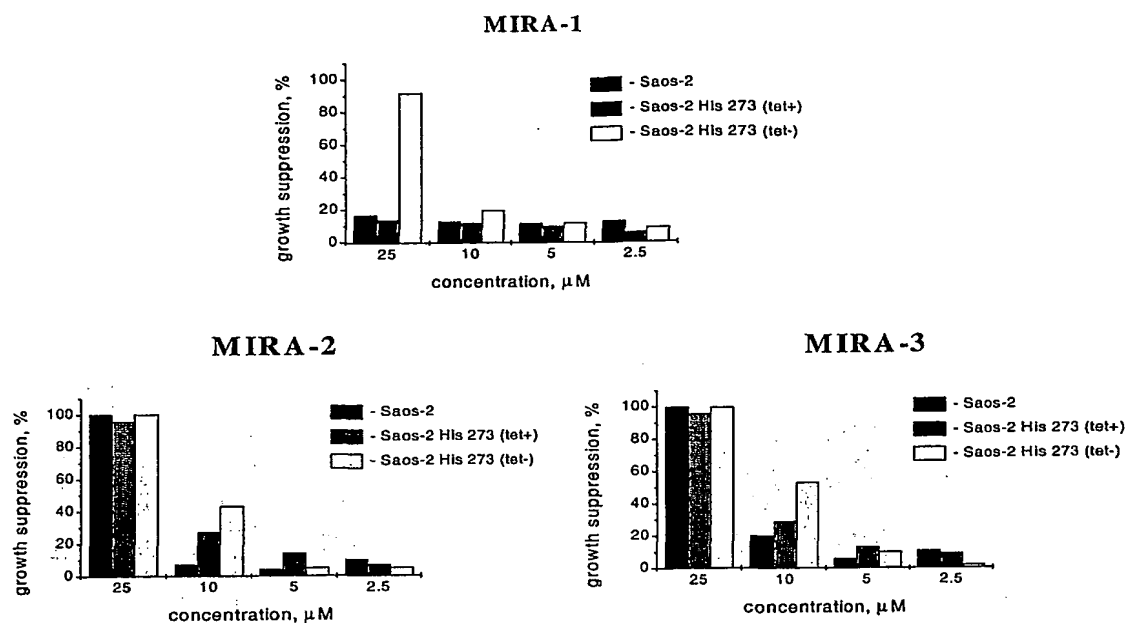 MIRA-1
growth suppression, %
100
80
60
40
20
0
- Saos-2
- Saos-2 His 273 (tet+)
- Saos-2 His 273 (tet-)
25 10 5 2.5
concentration, μM
MIRA-2
growth suppression, %
100
80
60
40
20
0
- Saos-2
- Saos-2 His 273 (tet+)
- Saos-2 His 273 (tet-)
25 10 5 2.5
concentration, μM
MIRA-3
growth suppression, %
100
80
60
40
20
0
- Saos-2
- Saos-2 His 273 (tet+)
- Saos-2 His 273 (tet-)
25 10 5 2.5
concentration, μM